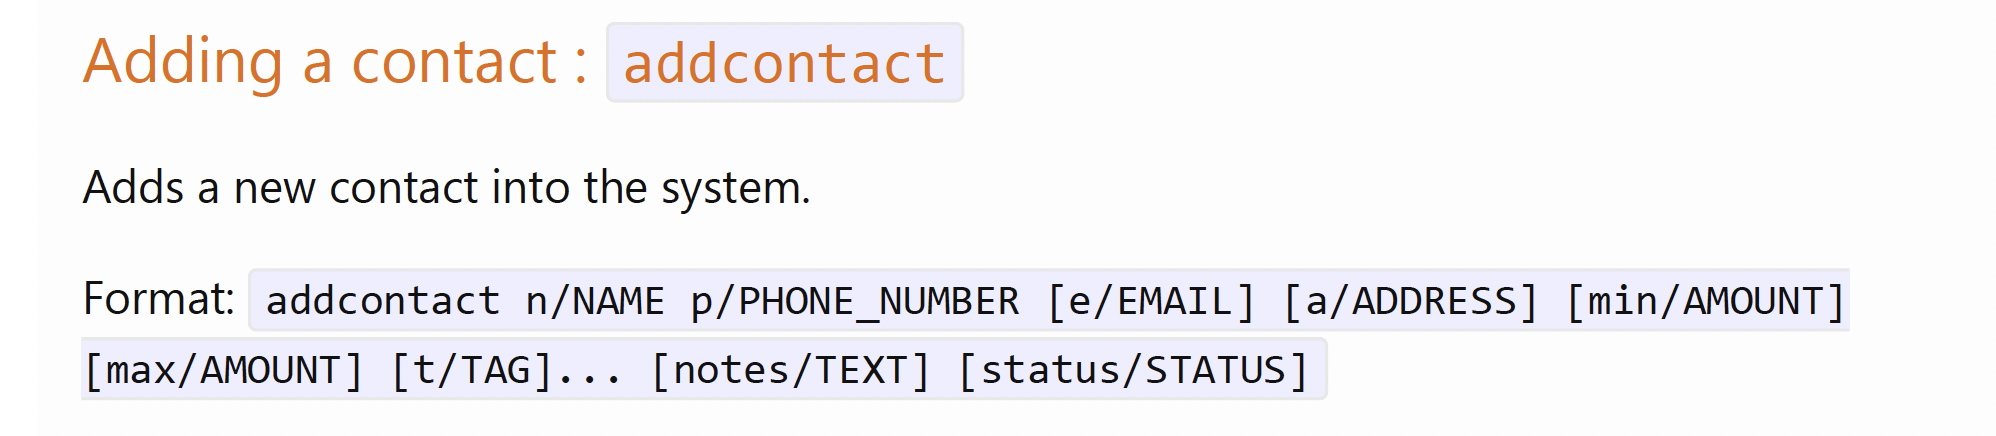 Adding a contact : addcontact
Adds a new contact into the system.
Format: addcontact n/NAME p/PHONE_NUMBER [e/EMAIL] [a/ADDRESS] [min/AMOUNT]
[max/AMOUNT] [t/TAG]... [notes/TEXT] [status/STATUS]